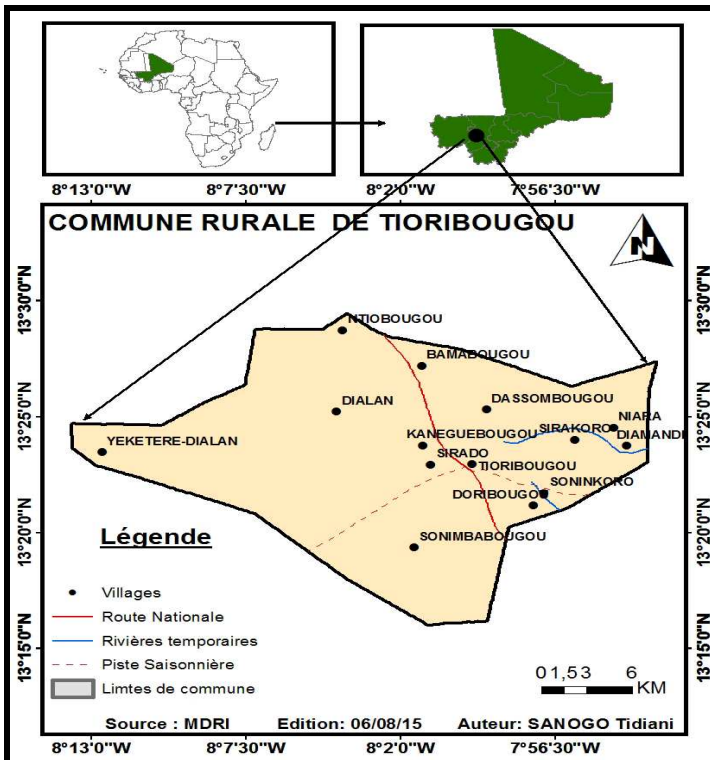 8°13'0"W 8°7'30"W 8°2'0"W 7°56'30"W
COMMUNE RURALE DE TIORIBOUGOU
N
13°30'0"N 13°30'0"N
NTIOBOUGOU
BAMABOUGOU
DIALAN
DASSOMBOUGOU
13°25'0"N 13°25'0"N
NIARA
KANEGUEBOUGOU
SIRAKORO
DIAMANDI
YEKETERE-DIALAN
SIRADO
TIORIBOUGOU
SONINKORO
DORIBOUGOU
13°20'0"N 13°20'0"N
SONIMBABOUGOU
Légende
Villages
Route Nationale
Rivières temporaires
13°15'0"N 13°15'0"N
Piste Saisonnière
Limtes de commune
01,53 6
KM
Source : MDRI Edition: 06/08/15 Auteur: SANOGO Tidiani
8°13'0"W 8°7'30"W 8°2'0"W 7°56'30"W